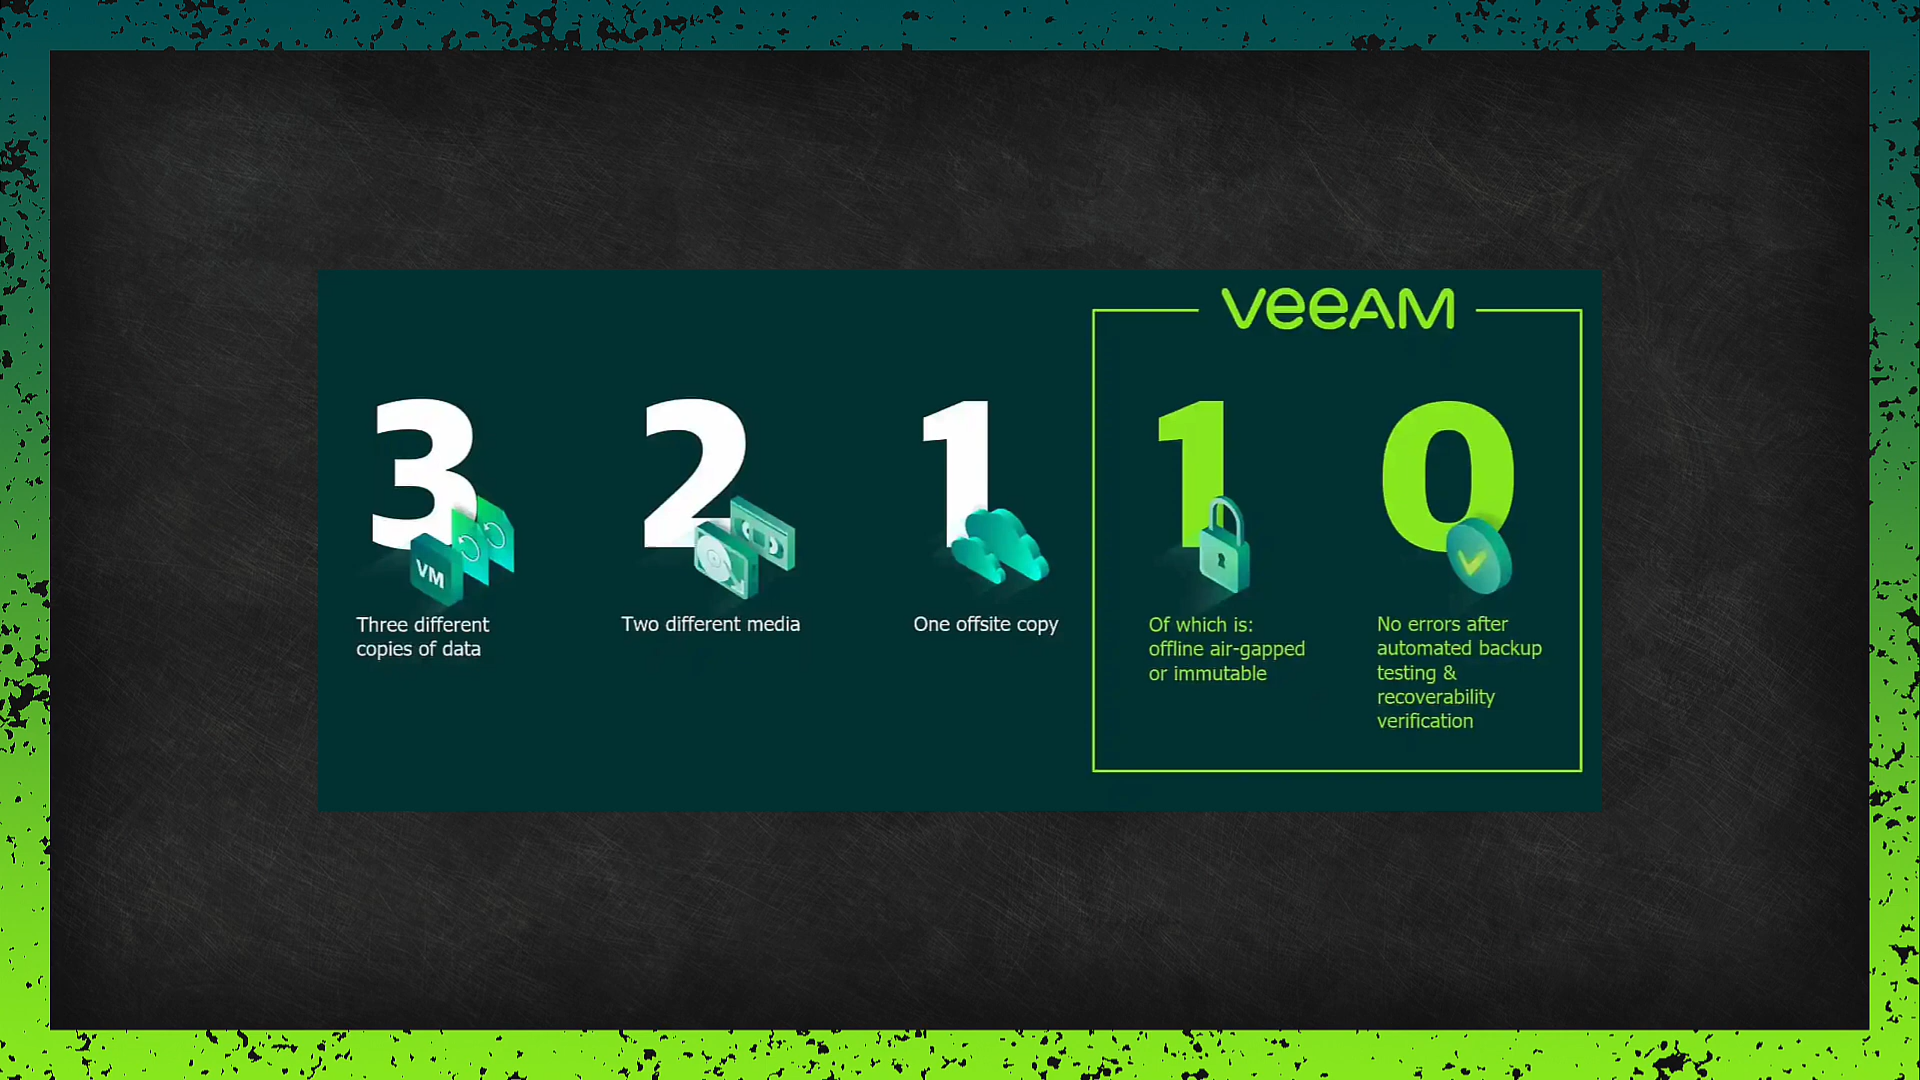 VEEAM
3
2
1
1
0
VM
Three different
copies of data
Two different media
One offsite copy
Of which is:
offline air-gapped
or immutable
No errors after
automated backup
testing &
recoverability
verification